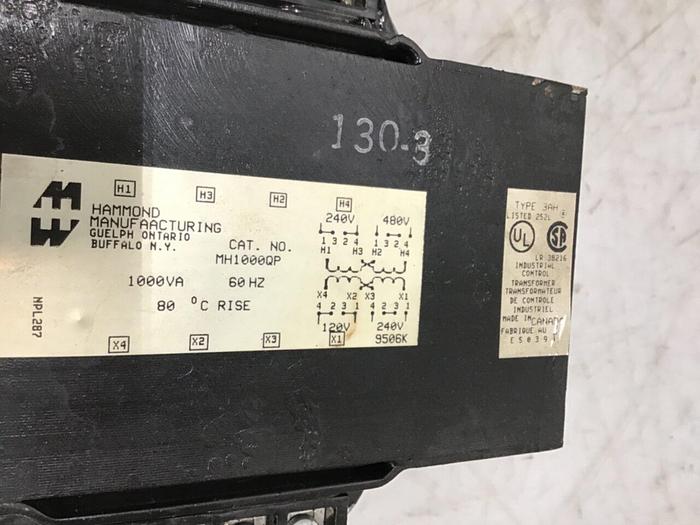 130-3
H1 H3 H2 H4
HAMMOND
MANUFAACTURING
GUELPH ONTARIO
BUFFALO N.Y.
CAT. NO.
MH1000QP
1000VA 60 HZ
80 °C RISE
NPL287
240V 480V
1 3 2 4 1 3 2 4
H1 H3 H2 H4
X4 X2 X3 X1
4 2 3 1 4 2 3 1
120V 240V
9506K
X4 X2 X3 X1
TYPE 3AH
LISTED 252L
UL SA
LR 38216
INDUSTRIAL
CONTROL
TRANSFORMER
TRANSFORMATEUR
DE CONTROLE
INDUSTRIEL
MADE IN CANADA
FABRIQUE AU